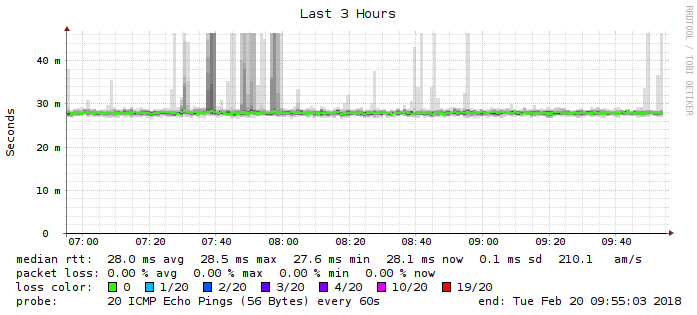 Last 3 Hours
RRDTOOL / TOBI OETIKER
Seconds
40 m
30 m
20 m
10 m
0
07:00 07:20 07:40 08:00 08:20 08:40 09:00 09:20 09:40
median rtt: 28.0 ms avg 28.5 ms max 27.6 ms min 28.1 ms now 0.1 ms sd 210.1 am/s
packet loss: 0.00 % avg 0.00 % max 0.00 % min 0.00 % now
loss color: 0 1/20 2/20 3/20 4/20 10/20 19/20
probe: 20 ICMP Echo Pings (56 Bytes) every 60s end: Tue Feb 20 09:55:03 2018